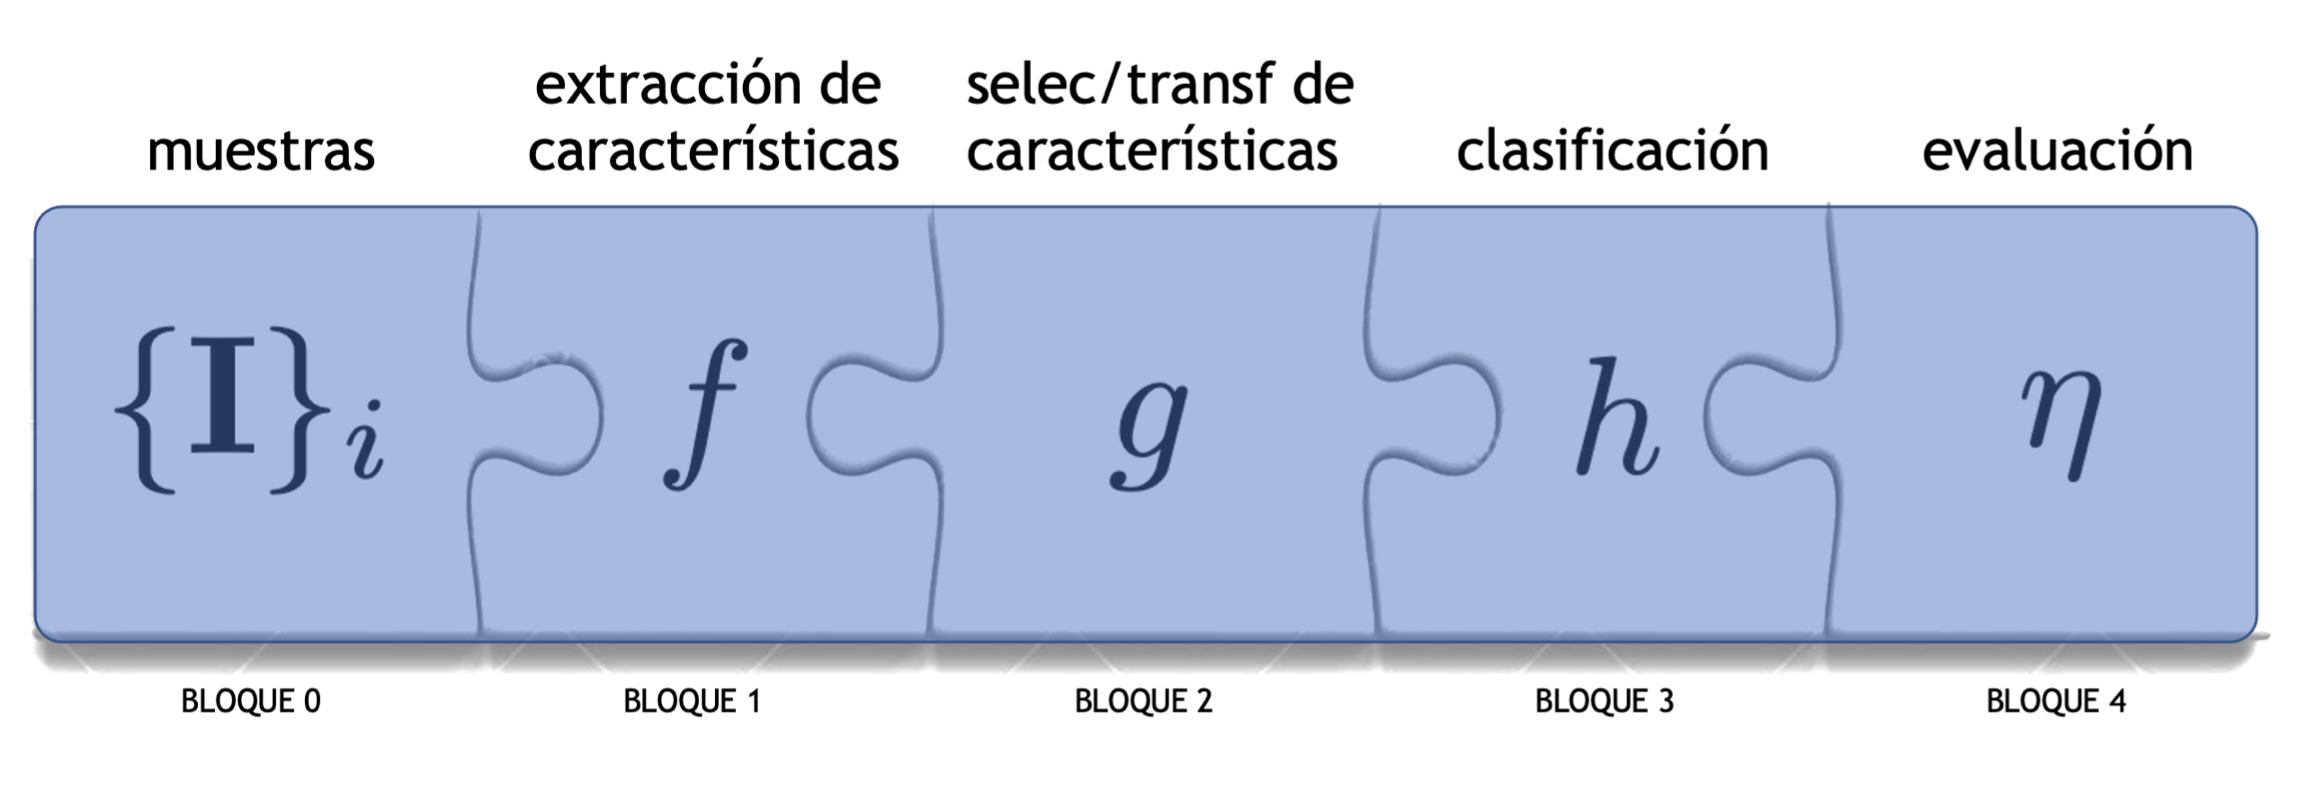 muestras
extracción de
características
selec/transf de
características
clasificación
evaluación
{I}i
f
g
h
η
BLOQUE 0
BLOQUE 1
BLOQUE 2
BLOQUE 3
BLOQUE 4